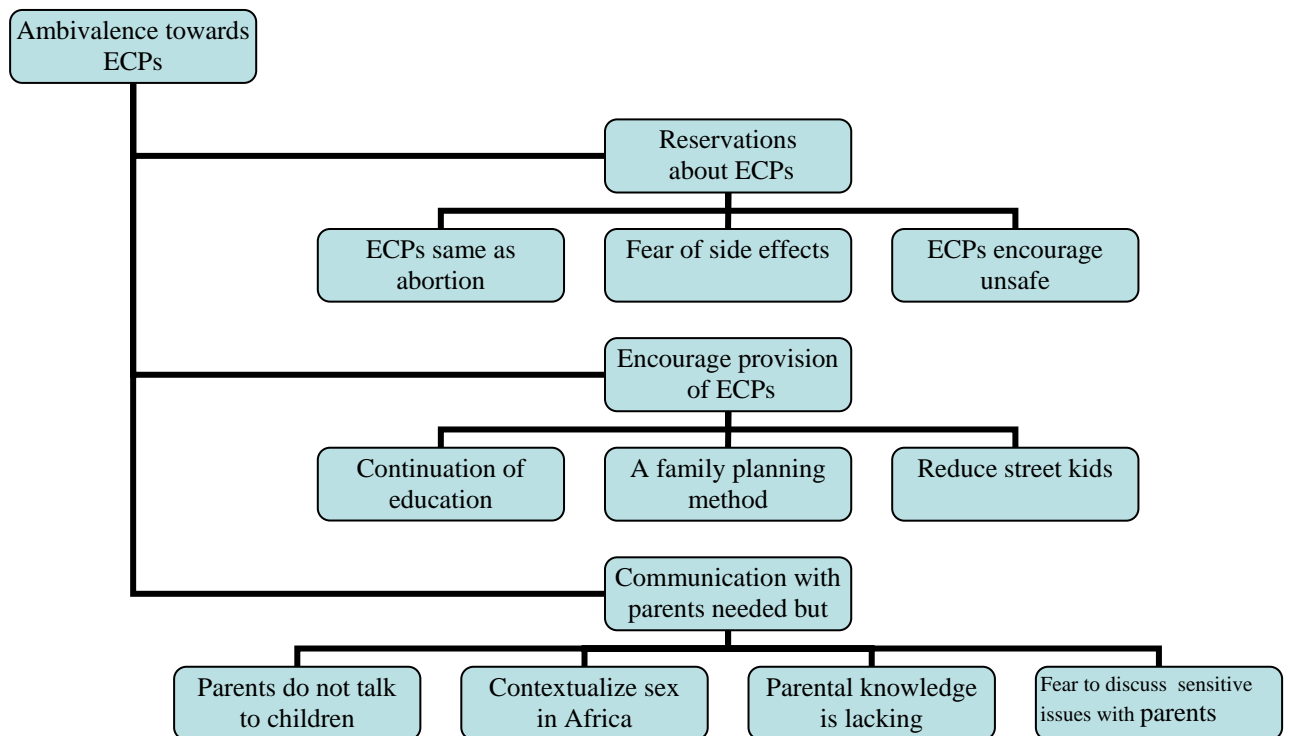 Ambivalence towards
ECPs
Reservations
about ECPs
ECPs same as
abortion
Fear of side effects
ECPs encourage
unsafe
Encourage provision
of ECPs
Continuation of
education
A family planning
method
Reduce street kids
Communication with
parents needed but
Parents do not talk
to children
Contextualize sex
in Africa
Parental knowledge
is lacking
Fear to discuss sensitive
issues with parents